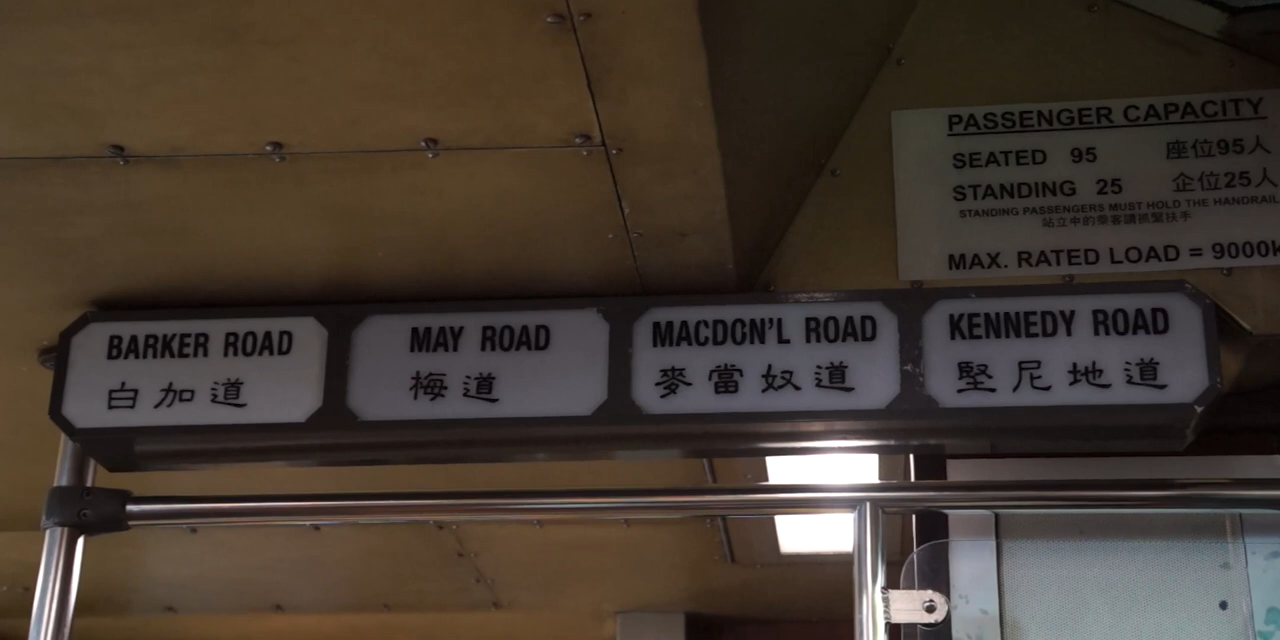 PASSENGER CAPACITY
SEATED 95 座位95人
STANDING 25 企位25人
STANDING PASSENGERS MUST HOLD THE HANDRAIL
站立中的乘客請抓緊扶手
MAX. RATED LOAD = 9000k
BARKER ROAD
白加道
MAY ROAD
梅道
MACDON'L ROAD
麥當奴道
KENNEDY ROAD
堅尼地道